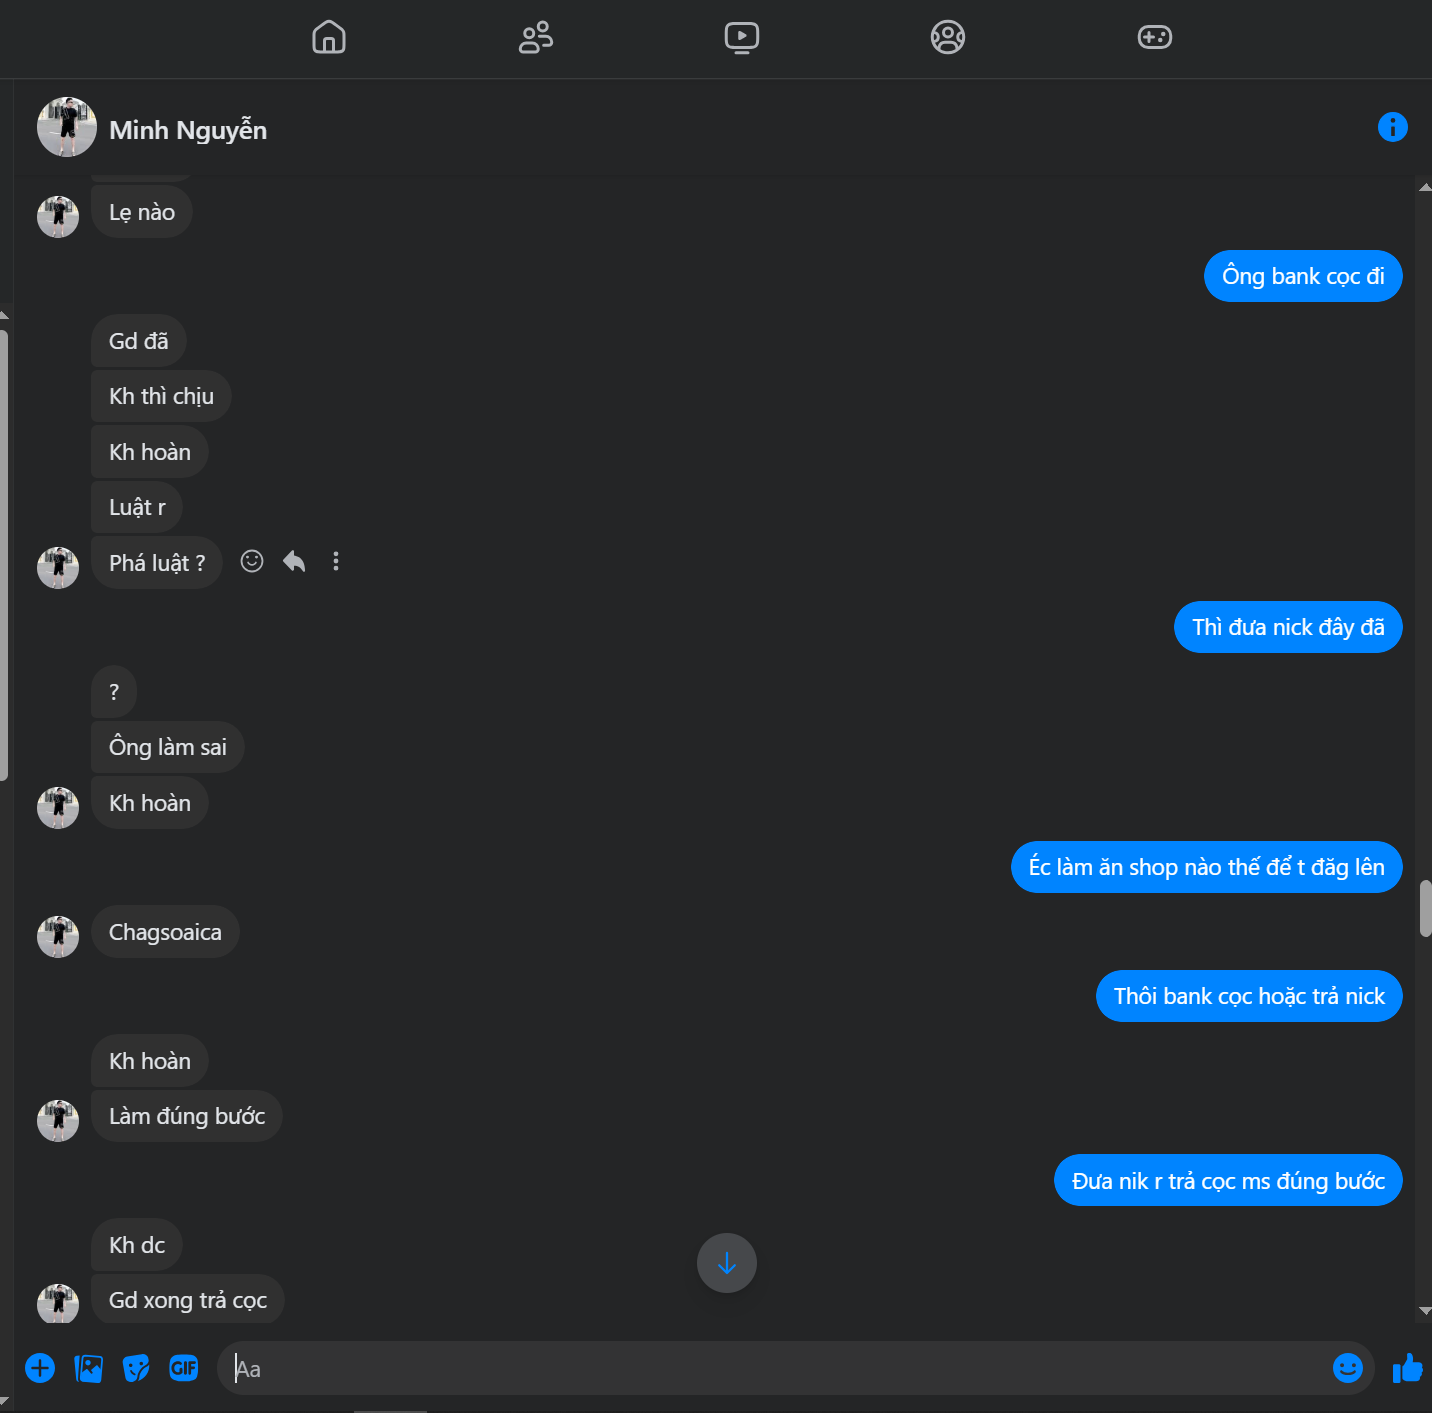 Minh Nguyễn
Lẹ nào
Ông bank cọc đi
Gd đã
Kh thì chịu
Kh hoàn
Luật r
Phá luật ?
Thì đưa nick đây đã
?
Ông làm sai
Kh hoàn
Éc làm ăn shop nào thế để t đăg lên
Chagsoaica
Thôi bank cọc hoặc trả nick
Kh hoàn
Làm đúng bước
Đưa nik r trả cọc ms đúng bước
Kh dc
Gd xong trả cọc
GIF
Aa